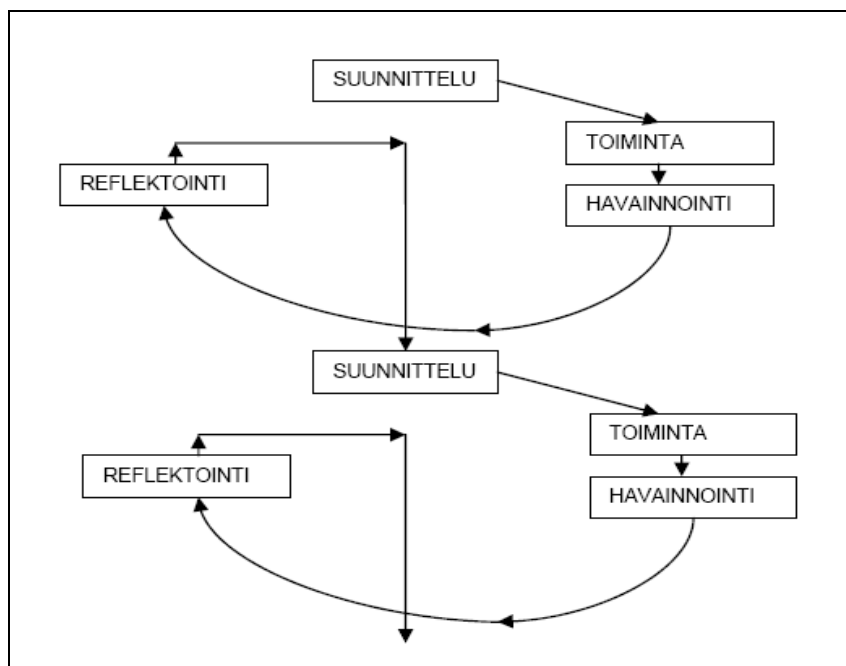 SUUNNITTELU
TOIMINTA
REFLEKTOINTI
HAVAINNOINTI
SUUNNITTELU
TOIMINTA
REFLEKTOINTI
HAVAINNOINTI